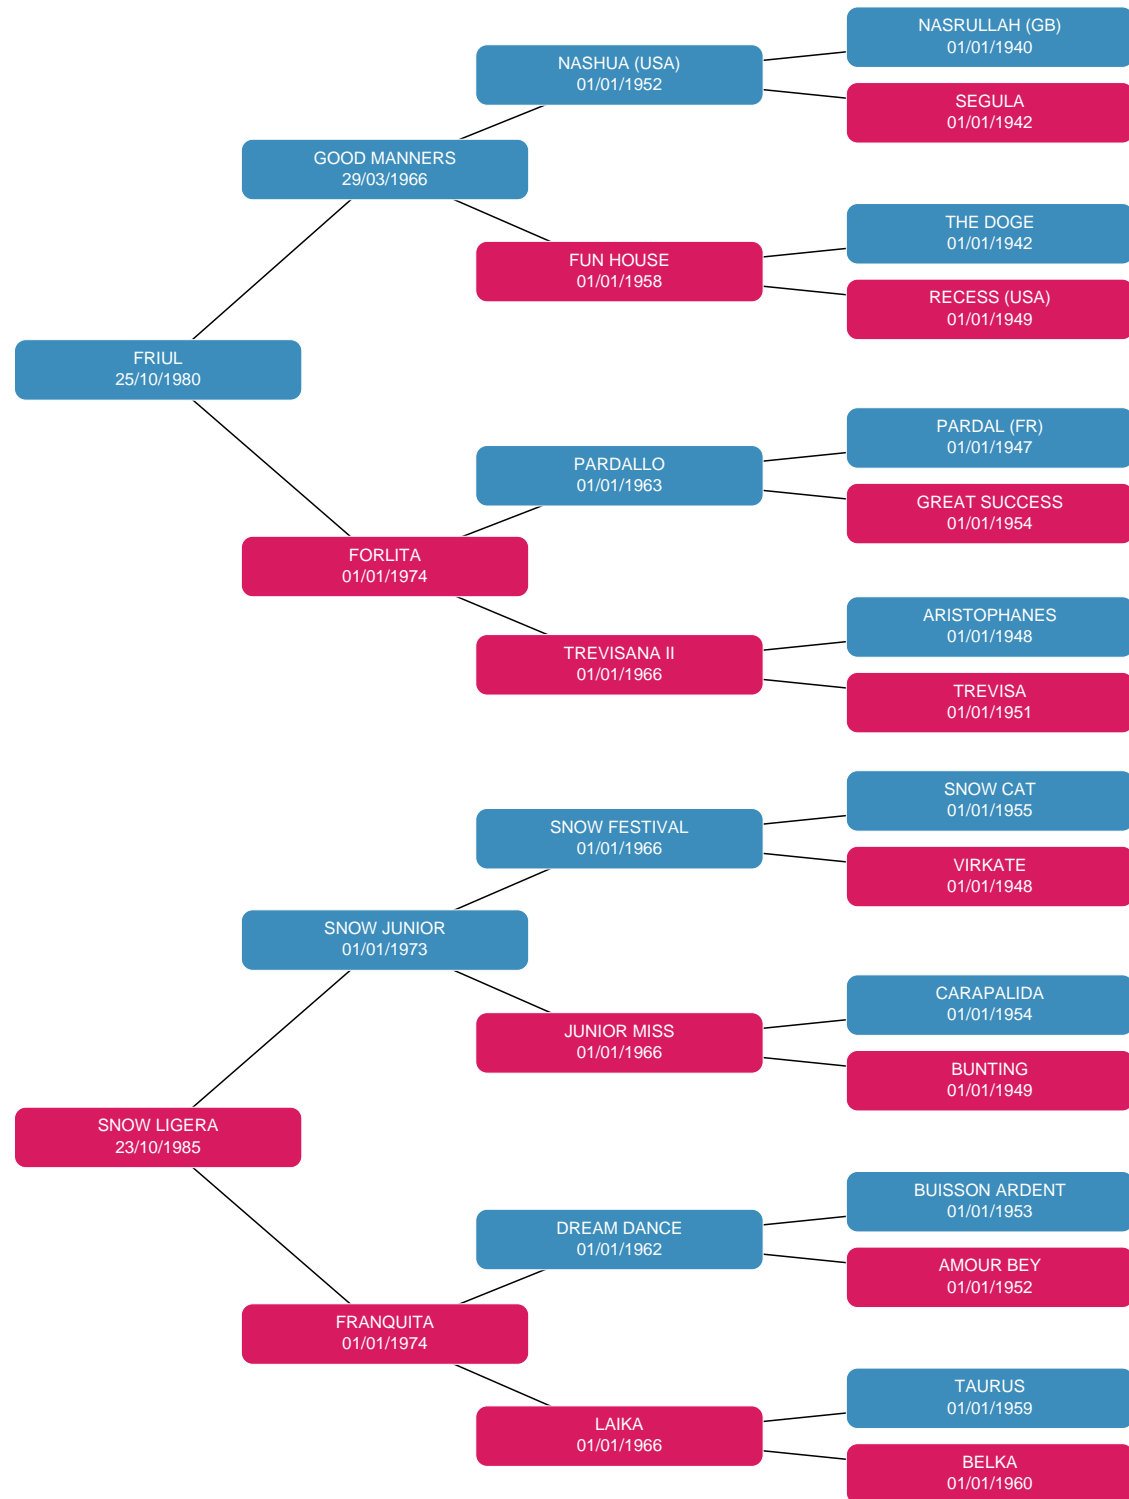 NASRULLAH (GB)
01/01/1940
NASHUA (USA)
01/01/1952
SEGULA
01/01/1942
GOOD MANNERS
29/03/1966
THE DOGE
01/01/1942
FUN HOUSE
01/01/1958
RECESS (USA)
01/01/1949
FRIUL
25/10/1980
PARDAL (FR)
01/01/1947
PARDALLO
01/01/1963
GREAT SUCCESS
01/01/1954
FORLITA
01/01/1974
ARISTOPHANES
01/01/1948
TREVISANA II
01/01/1966
TREVISA
01/01/1951
SNOW CAT
01/01/1955
SNOW FESTIVAL
01/01/1966
VIRKATE
01/01/1948
SNOW JUNIOR
01/01/1973
CARAPALIDA
01/01/1954
JUNIOR MISS
01/01/1966
BUNTING
01/01/1949
SNOW LIGERA
23/10/1985
BUISSON ARDENT
01/01/1953
DREAM DANCE
01/01/1962
AMOUR BEY
01/01/1952
FRANQUITA
01/01/1974
TAURUS
01/01/1959
LAIKA
01/01/1966
BELKA
01/01/1960